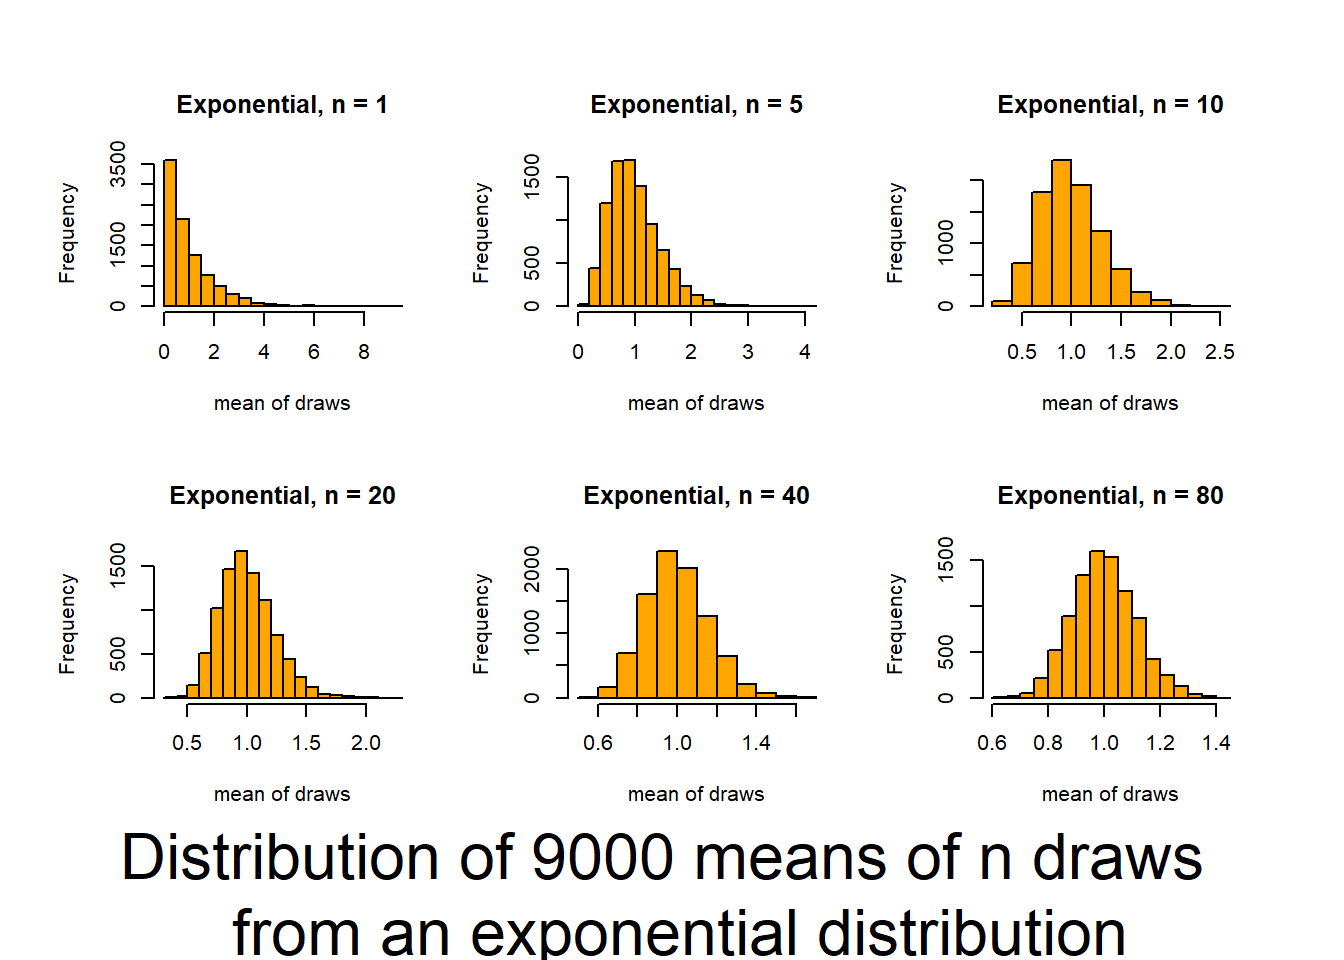 Exponential, n = 1
Frequency
0 1500 3500
0 2 4 6 8
mean of draws
Exponential, n = 5
Frequency
0 500 1500
0 1 2 3 4
mean of draws
Exponential, n = 10
Frequency
0 1000
0.5 1.0 1.5 2.0 2.5
mean of draws
Exponential, n = 20
Frequency
0 500 1500
0.5 1.0 1.5 2.0
mean of draws
Exponential, n = 40
Frequency
0 1000 2000
0.6 1.0 1.4
mean of draws
Exponential, n = 80
Frequency
0 500 1500
0.6 0.8 1.0 1.2 1.4
mean of draws
Distribution of 9000 means of n draws
from an exponential distribution